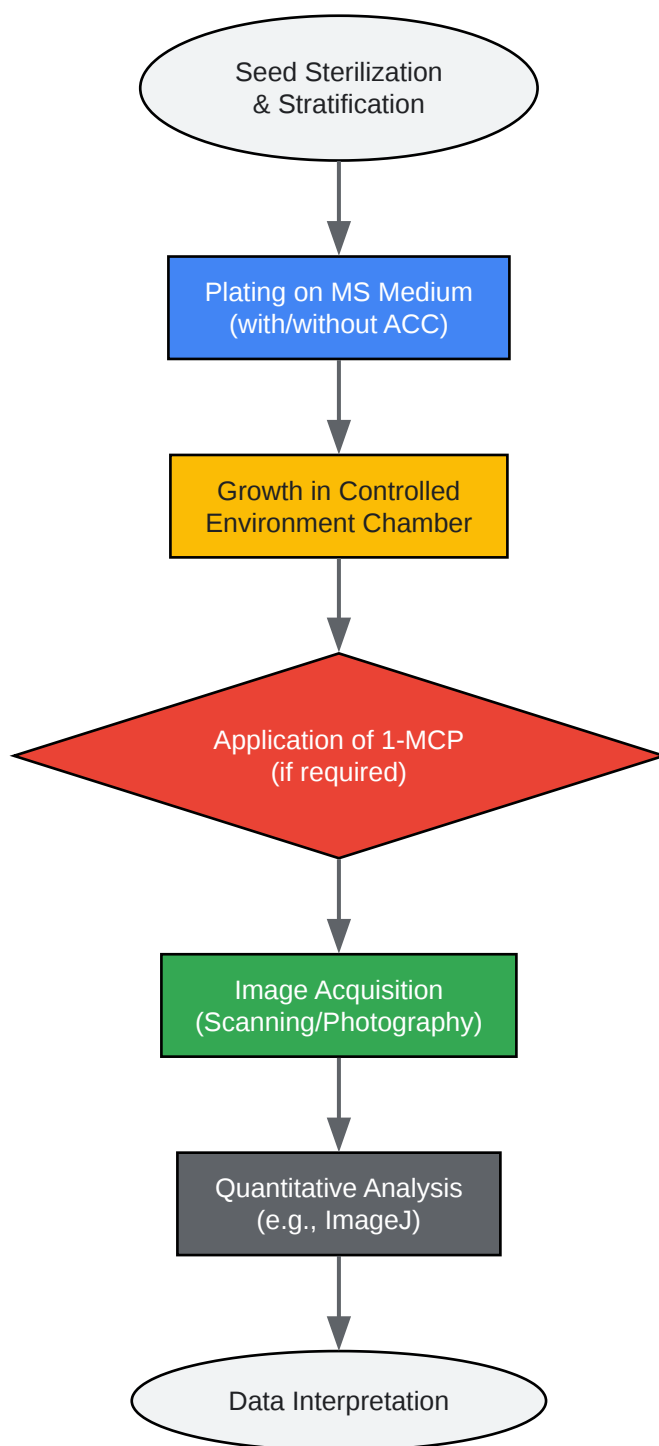 Seed Sterilization
& Stratification
Plating on MS Medium
(with/without ACC)
Growth in Controlled
Environment Chamber
Application of 1-MCP
(if required)
Image Acquisition
(Scanning/Photography)
Quantitative Analysis
(e.g., ImageJ)
Data Interpretation